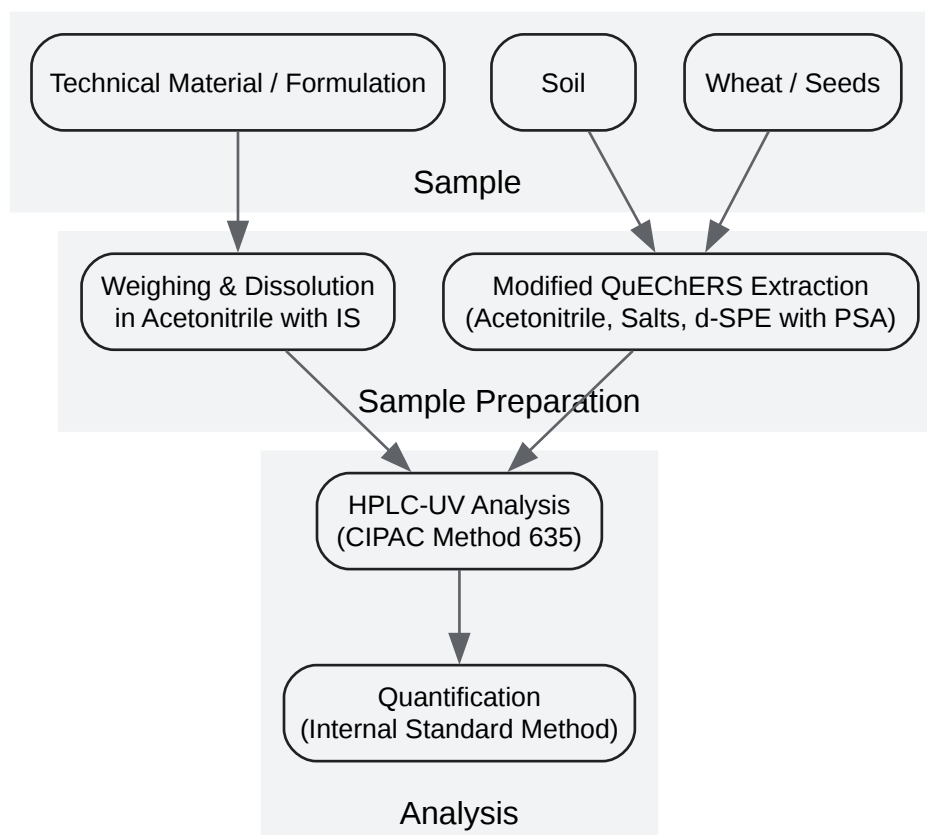 Technical Material / Formulation
Soil
Wheat / Seeds
Sample
Weighing & Dissolution
in Acetonitrile with IS
Modified QuEChERS Extraction
(Acetonitrile, Salts, d-SPE with PSA)
Sample Preparation
HPLC-UV Analysis
(CIPAC Method 635)
Quantification
(Internal Standard Method)
Analysis